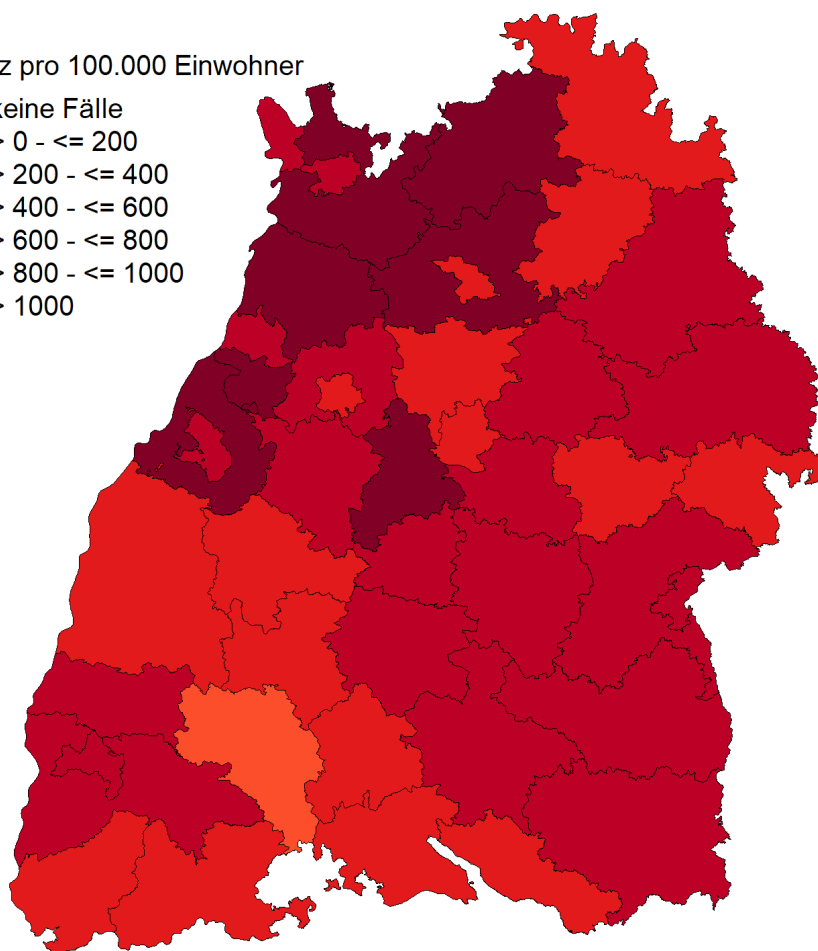 z pro 100.000 Einwohner
keine Fälle
> 0 - <= 200
> 200 - <= 400
> 400 - <= 600
> 600 - <= 800
> 800 - <= 1000
> 1000